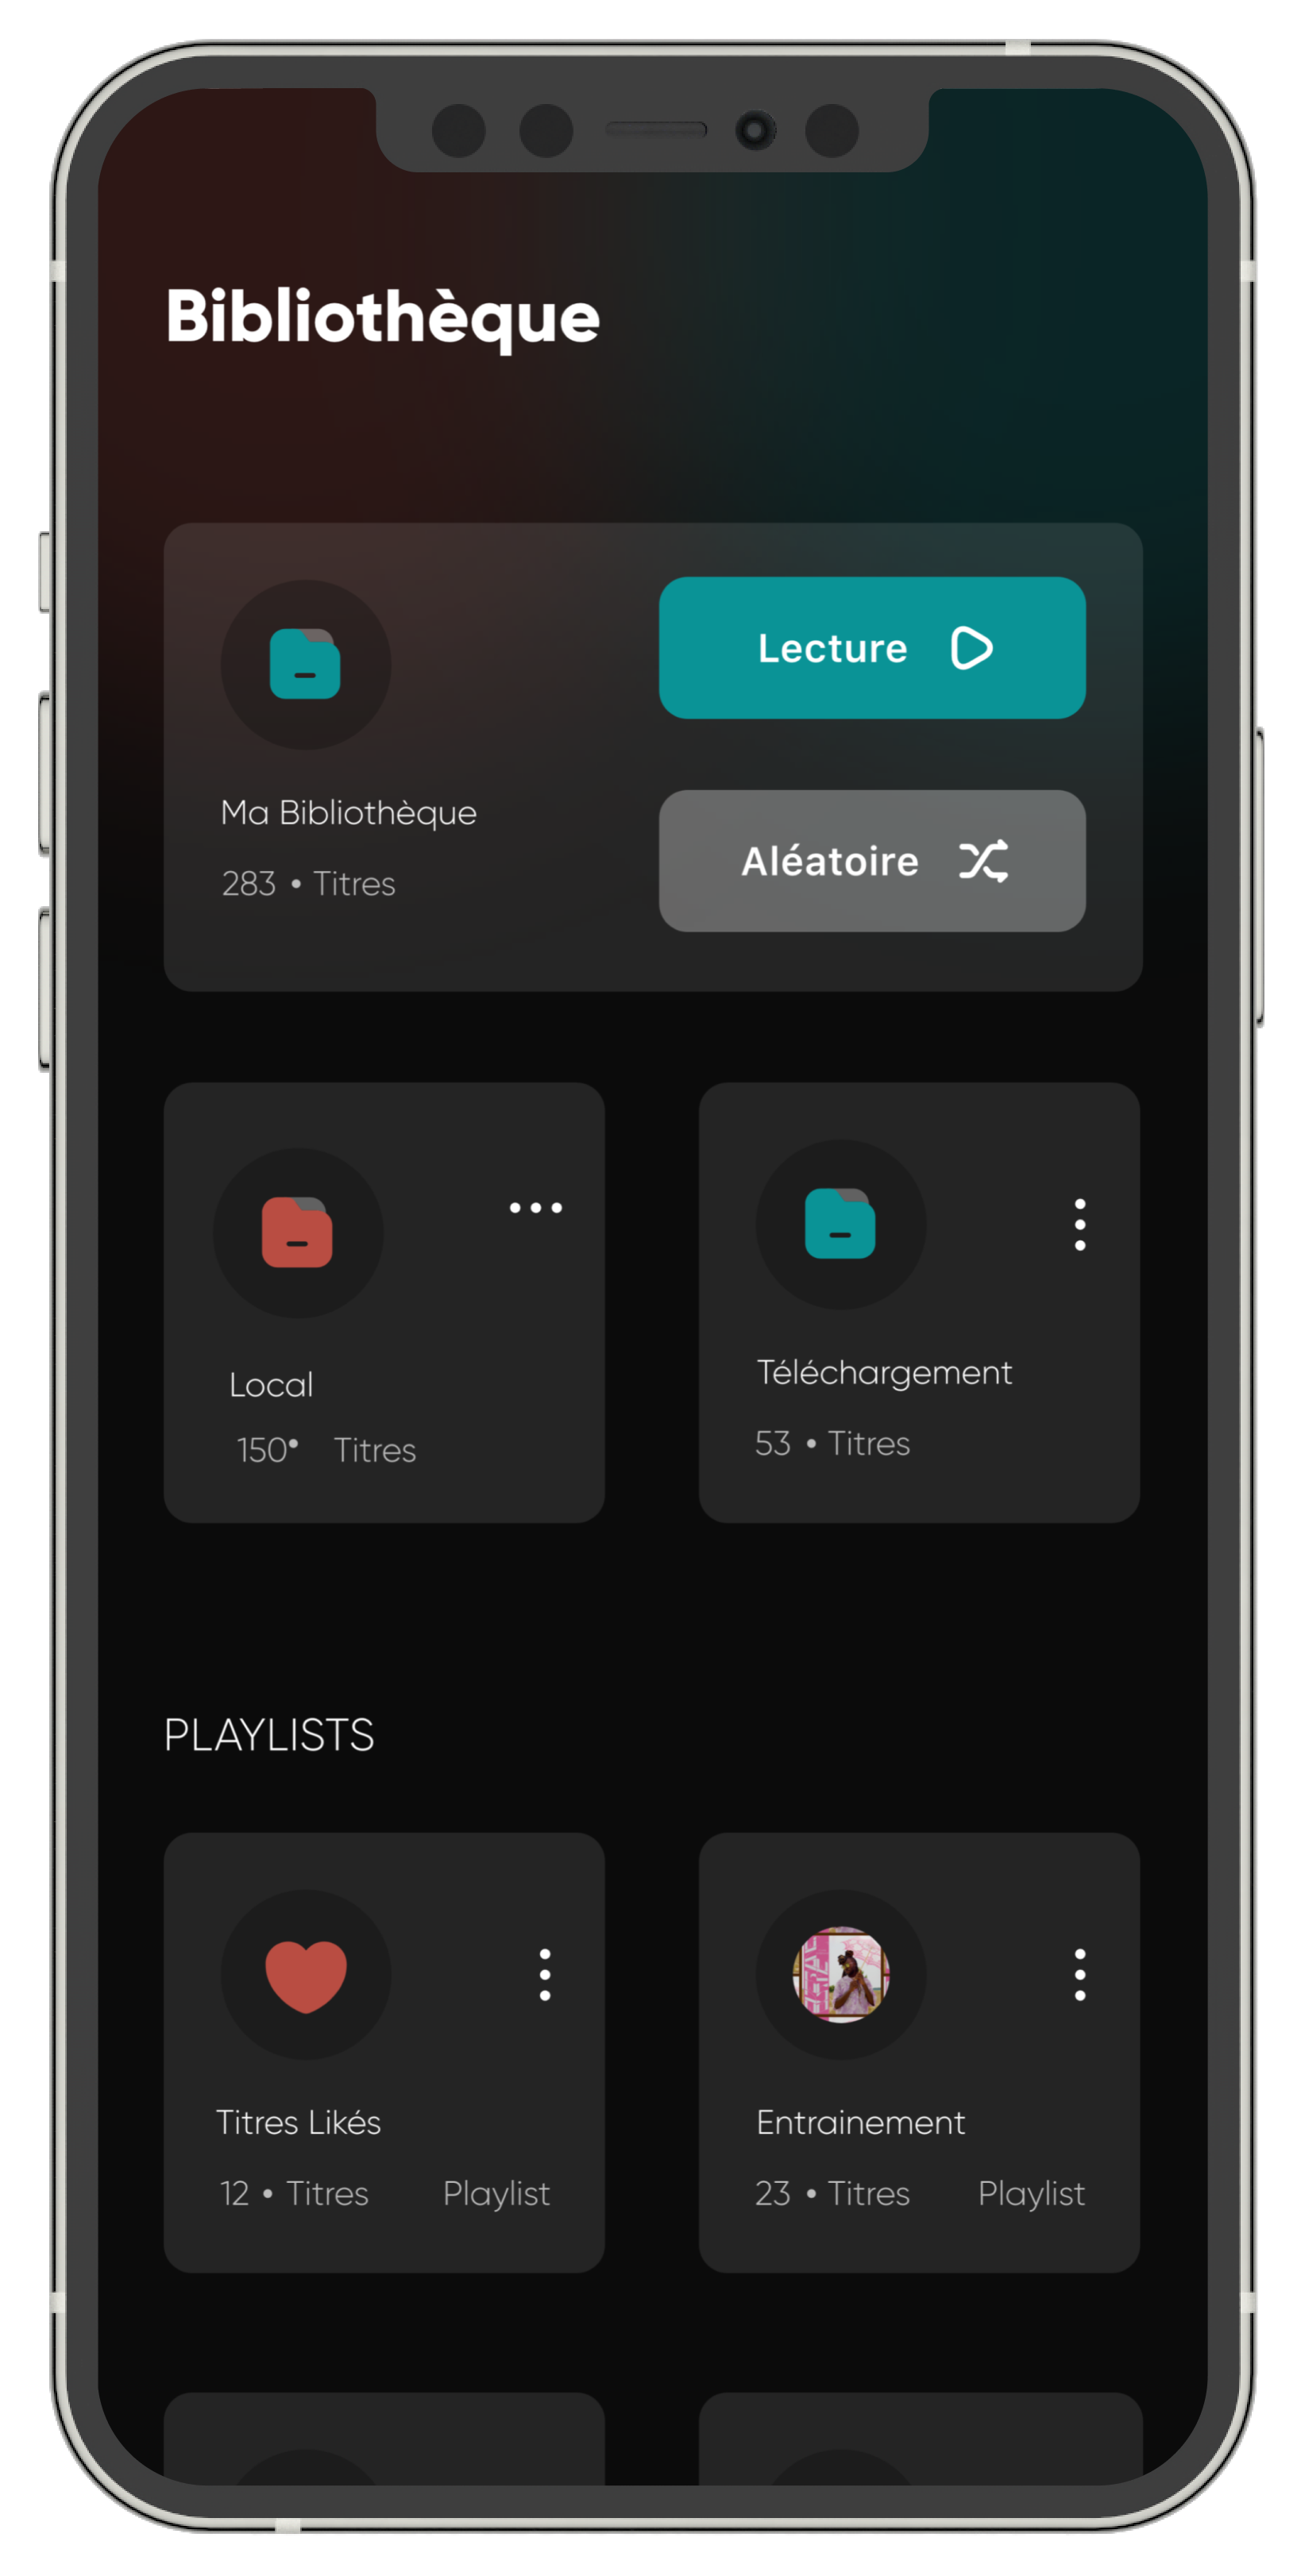 Bibliothèque
Lecture
Ma Bibliothèque
283 • Titres
Aléatoire
Local
150• Titres
Téléchargement
53 • Titres
PLAYLISTS
Titres Likés
12 • Titres Playlist
Entrainement
23 • Titres Playlist